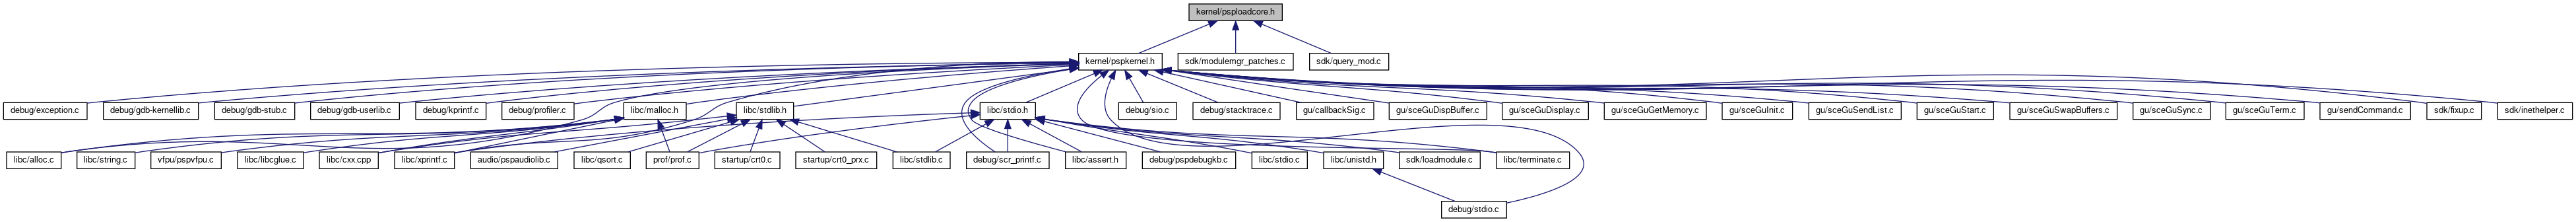 kernel/psploadcore.h
kernel/pspkernel.h
sdk/modulemgr_patches.c
sdk/query_mod.c
debug/exception.c
debug/gdb-kernellib.c
debug/gdb-stub.c
debug/gdb-userlib.c
debug/kprintf.c
debug/profiler.c
libc/malloc.h
libc/stdlib.h
libc/stdio.h
debug/sio.c
debug/stacktrace.c
gu/callbackSig.c
gu/sceGuDispBuffer.c
gu/sceGuDisplay.c
gu/sceGuGetMemory.c
gu/sceGuInit.c
gu/sceGuSendList.c
gu/sceGuStart.c
gu/sceGuSwapBuffers.c
gu/sceGuSync.c
gu/sceGuTerm.c
gu/sendCommand.c
sdk/fixup.c
sdk/inethelper.c
libc/alloc.c
libc/string.c
vfpu/pspvfpu.c
libc/libcglue.c
libc/cxx.cpp
libc/xprintf.c
audio/pspaudiolib.c
libc/qsort.c
prof/prof.c
startup/crt0.c
startup/crt0_prx.c
libc/stdlib.c
debug/scr_printf.c
libc/assert.h
debug/pspdebugkb.c
libc/stdio.c
libc/unistd.h
sdk/loadmodule.c
libc/terminate.c
debug/stdio.c